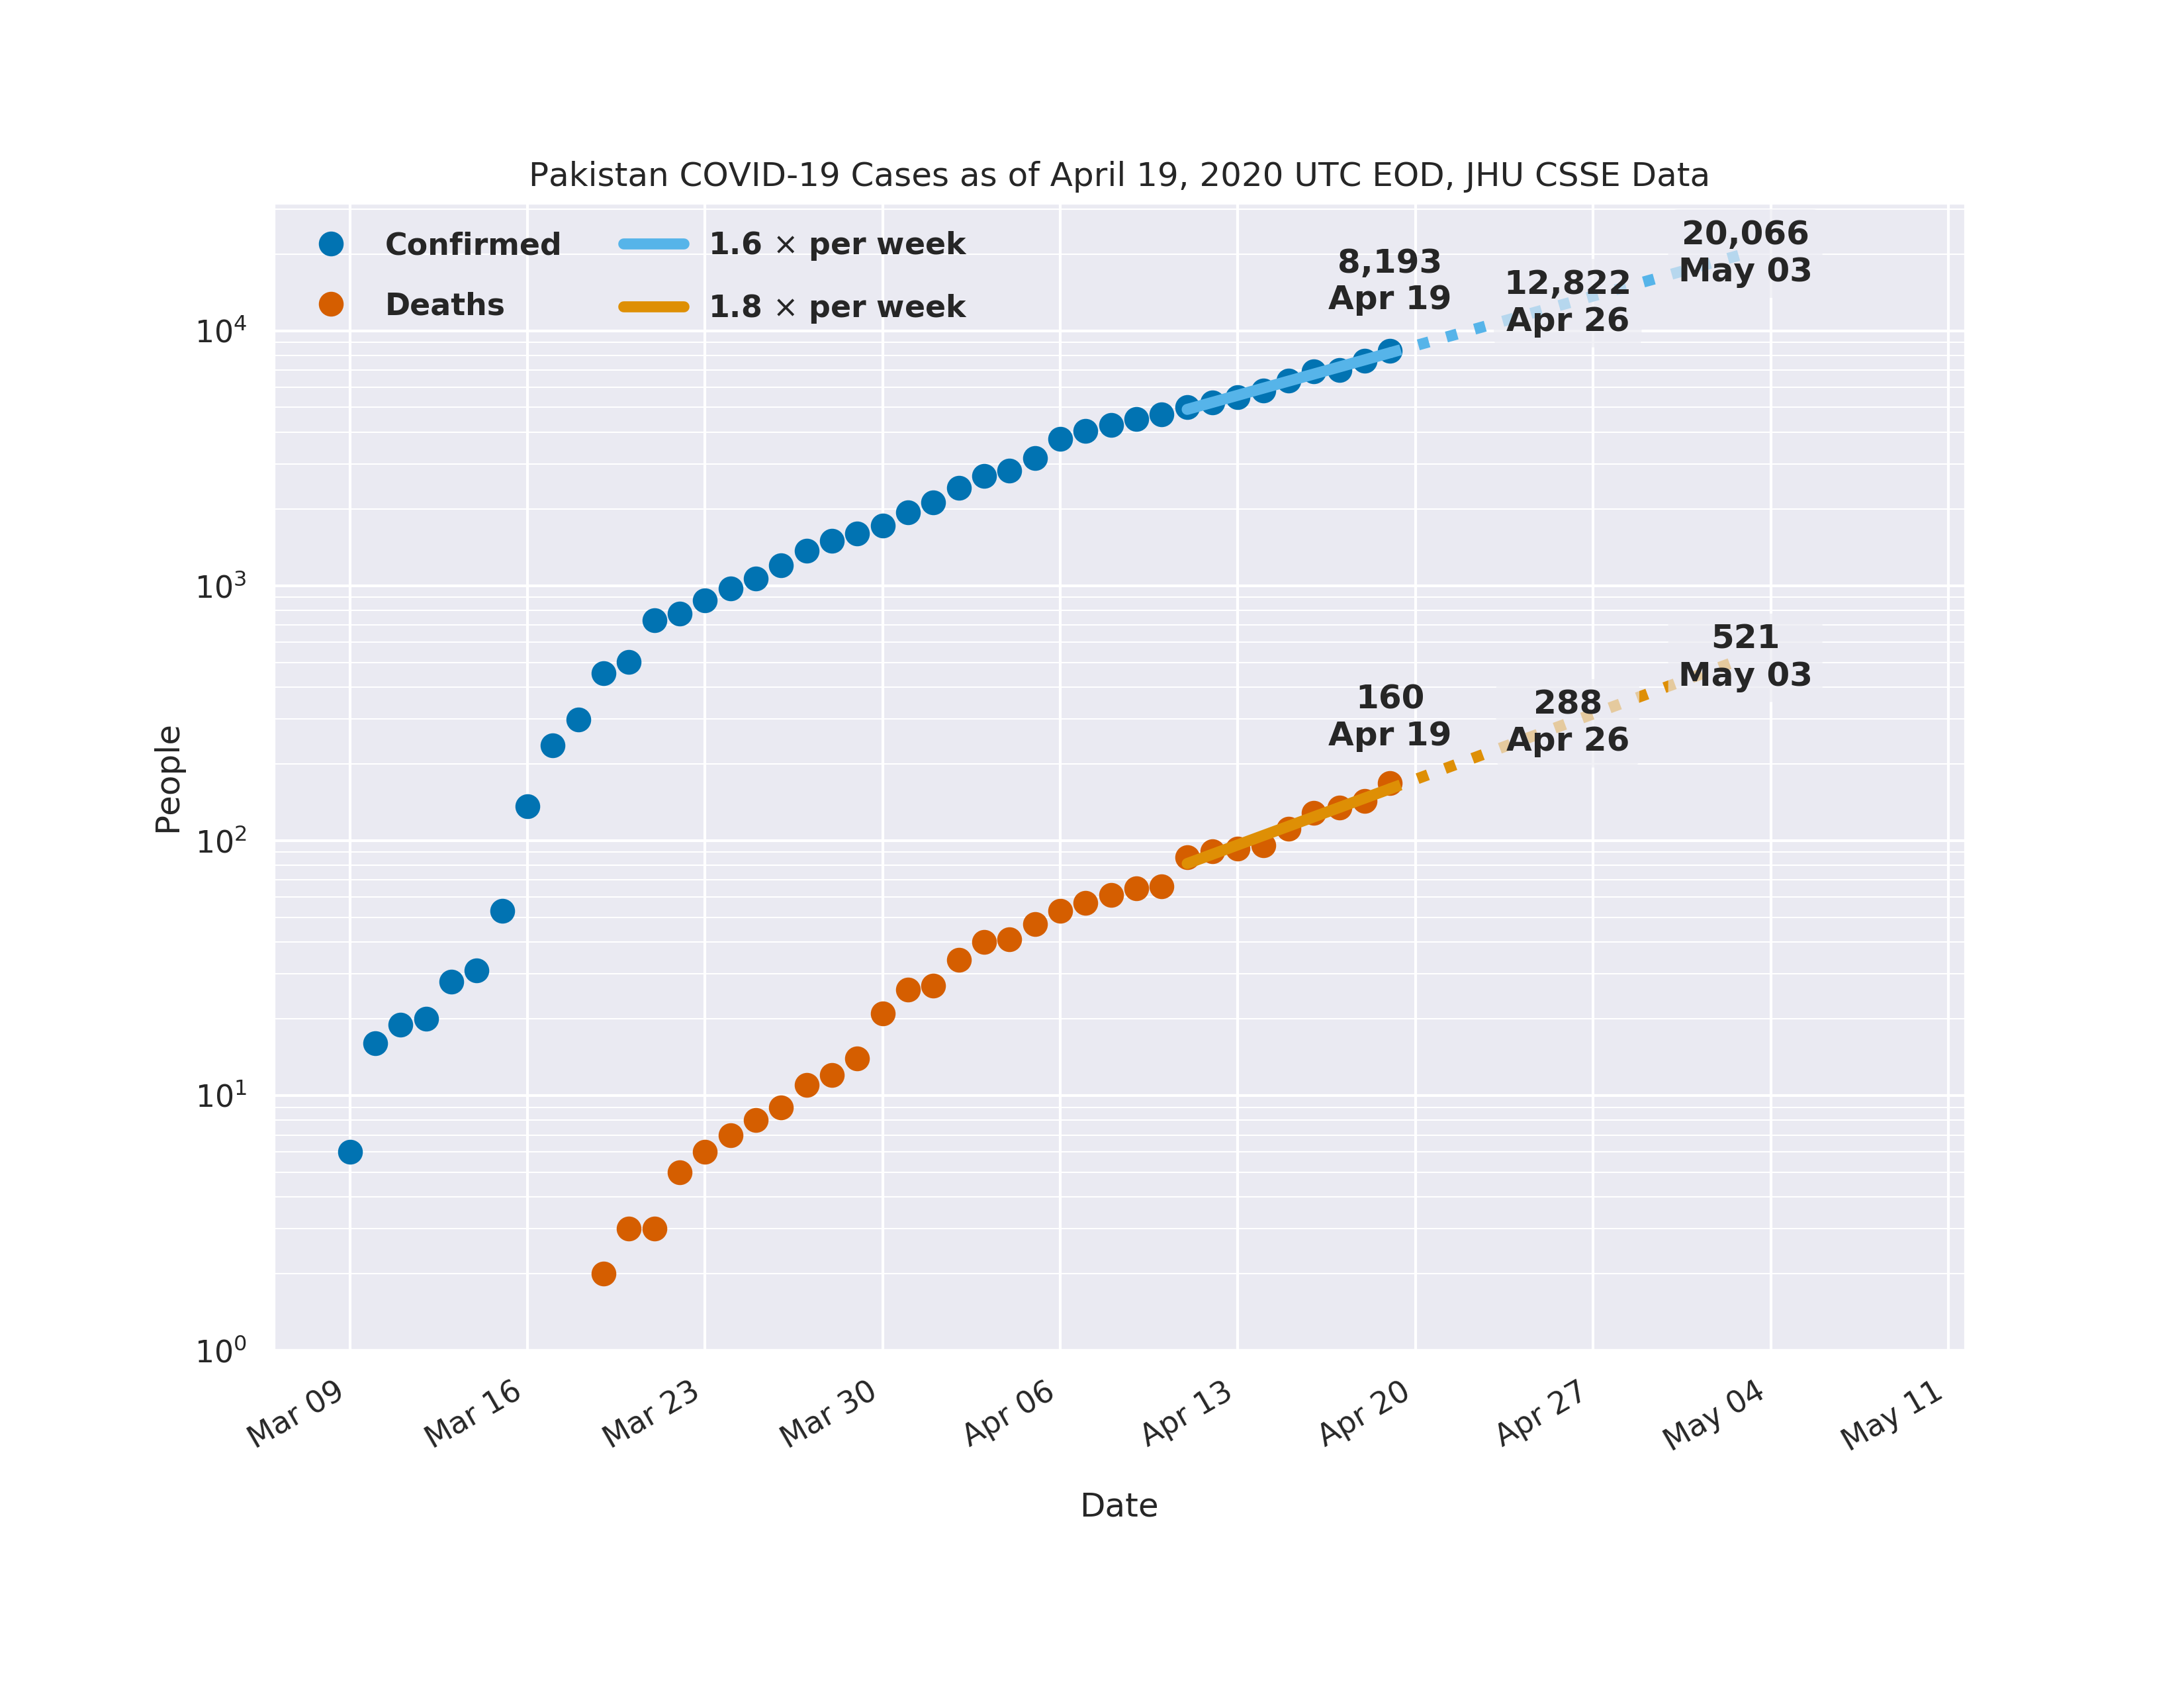 Pakistan COVID-19 Cases as of April 19, 2020 UTC EOD, JHU CSSE Data
Confirmed
Deaths
1.6 × per week
1.8 × per week
8,193
Apr 19
12,822
Apr 26
20,066
May 03
160
Apr 19
288
Apr 26
521
May 03
People
10⁴
10³
10²
10¹
10⁰
Mar 09
Mar 16
Mar 23
Mar 30
Apr 06
Apr 13
Apr 20
Apr 27
May 04
May 11
Date